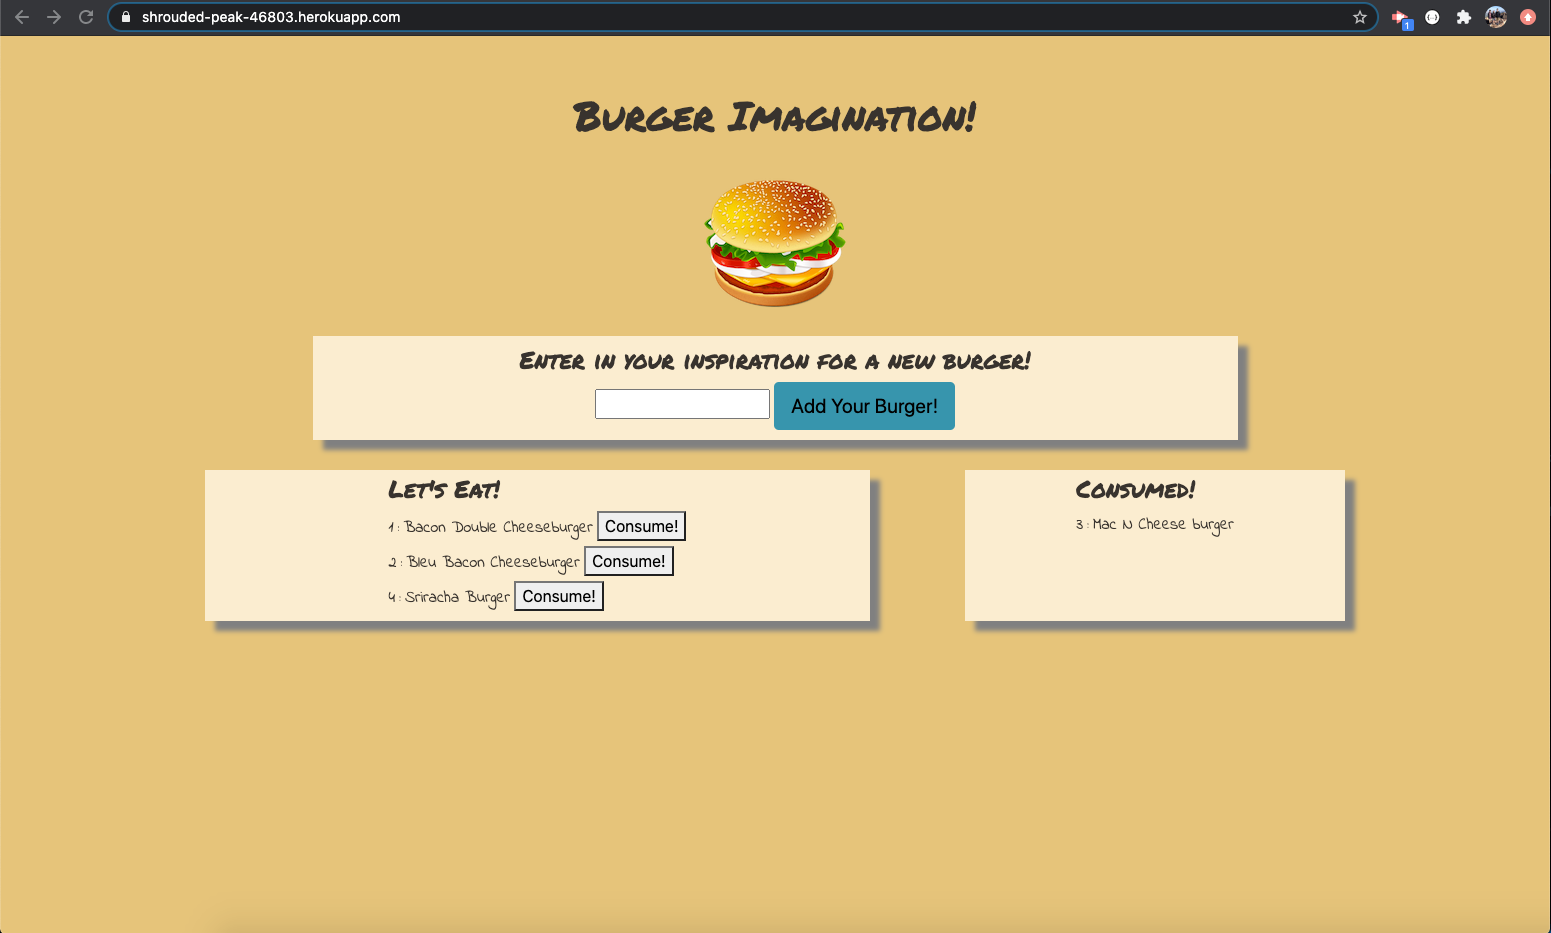 shrouded-peak-46803.herokuapp.com
1
Burger Imagination!
Enter in your inspiration for a new burger!
Add Your Burger!
Let's Eat!
1 : Bacon Double Cheeseburger Consume!
2 : Bleu Bacon Cheeseburger Consume!
4 : Sriracha Burger Consume!
Consumed!
3 : Mac N Cheese burger